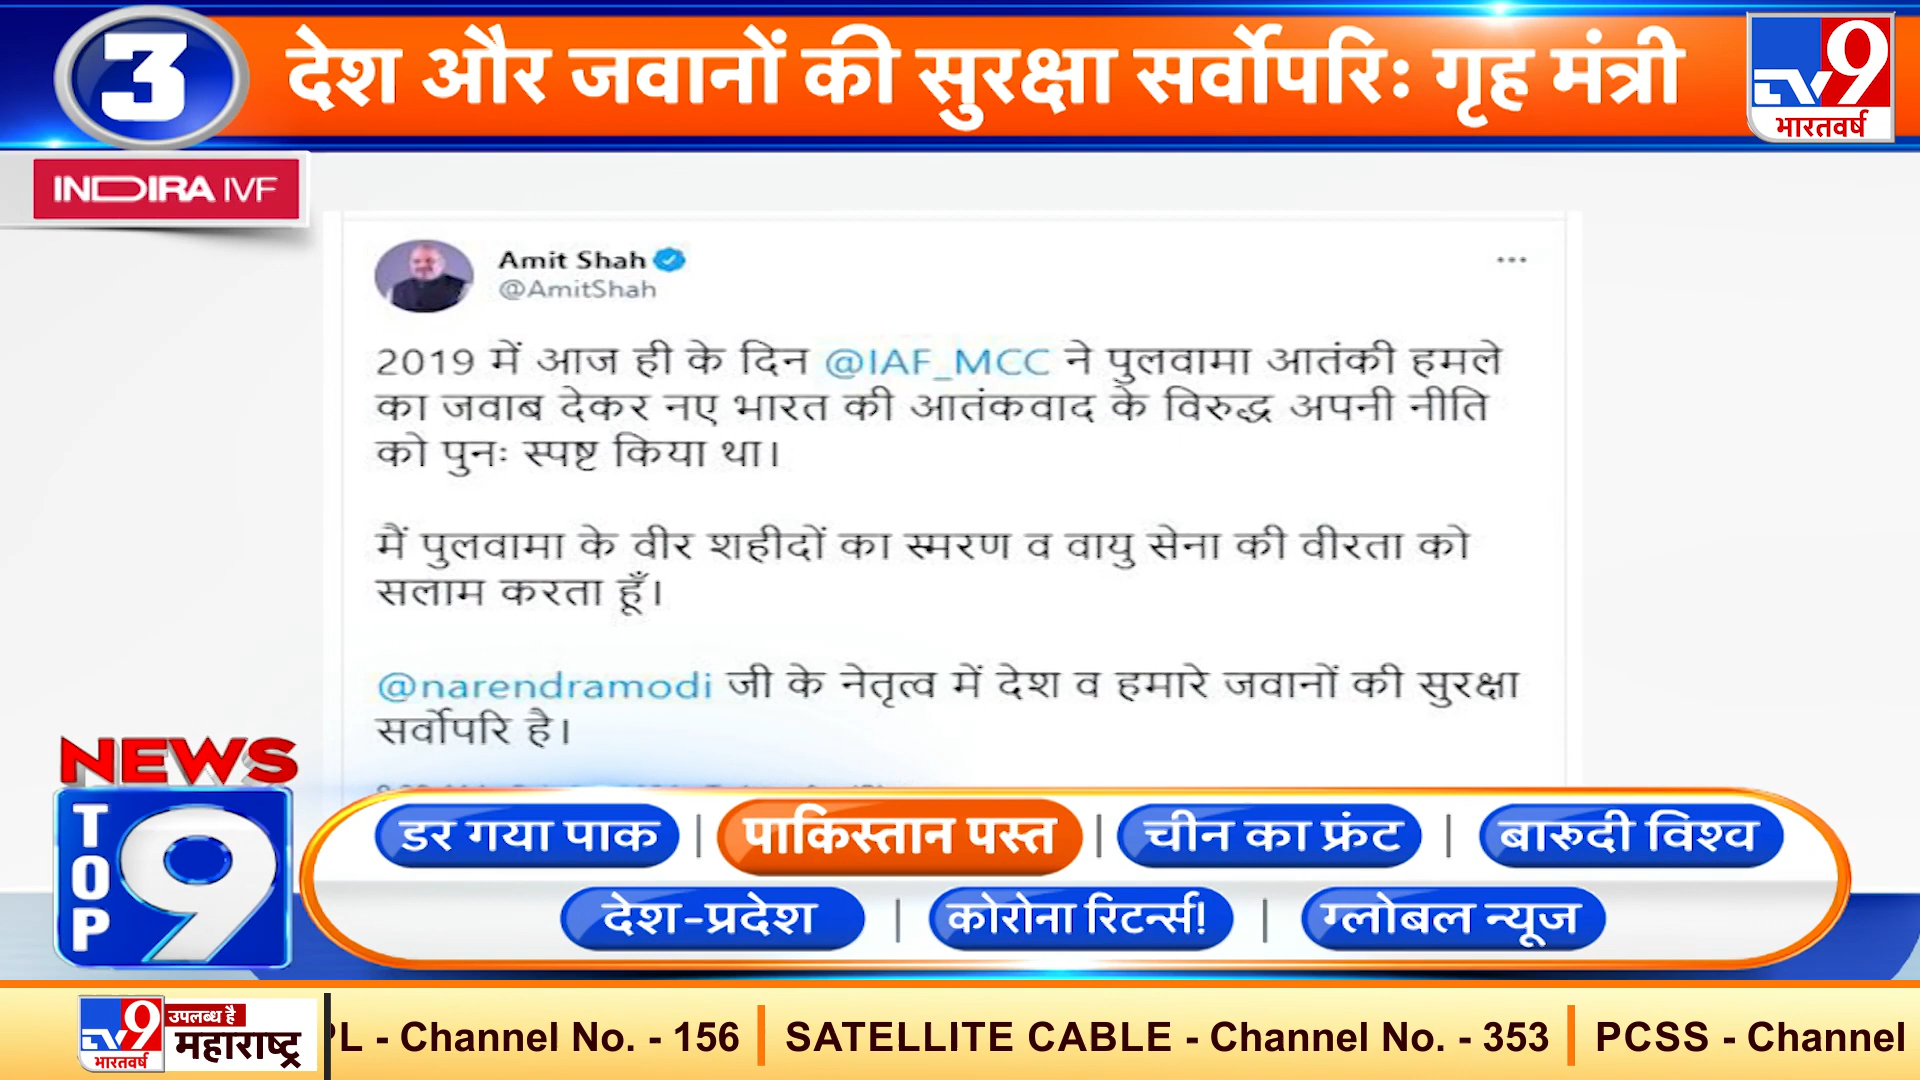 3 देश और जवानों की सुरक्षा सर्वोपरिः गृह मंत्री
TV9
भारतवर्ष
INDIRA IVF
Amit Shah
@AmitShah
2019 में आज ही के दिन @IAF_MCC ने पुलवामा आतंकी हमले
का जवाब देकर नए भारत की आतंकवाद के विरुद्ध अपनी नीति
को पुनः स्पष्ट किया था।
मैं पुलवामा के वीर शहीदों का स्मरण व वायु सेना की वीरता को
सलाम करता हूँ।
@narendramodi जी के नेतृत्व में देश व हमारे जवानों की सुरक्षा
सर्वोपरि है।
NEWS
TOP 9
डर गया पाक | पाकिस्तान पस्त | चीन का फ्रंट | बारूदी विश्व
देश-प्रदेश | कोरोना रिटर्न्स! | ग्लोबल न्यूज
TV9 भारतवर्ष
उपलब्ध है
महाराष्ट्र
PL - Channel No. - 156 | SATELLITE CABLE - Channel No. - 353 | PCSS - Channel